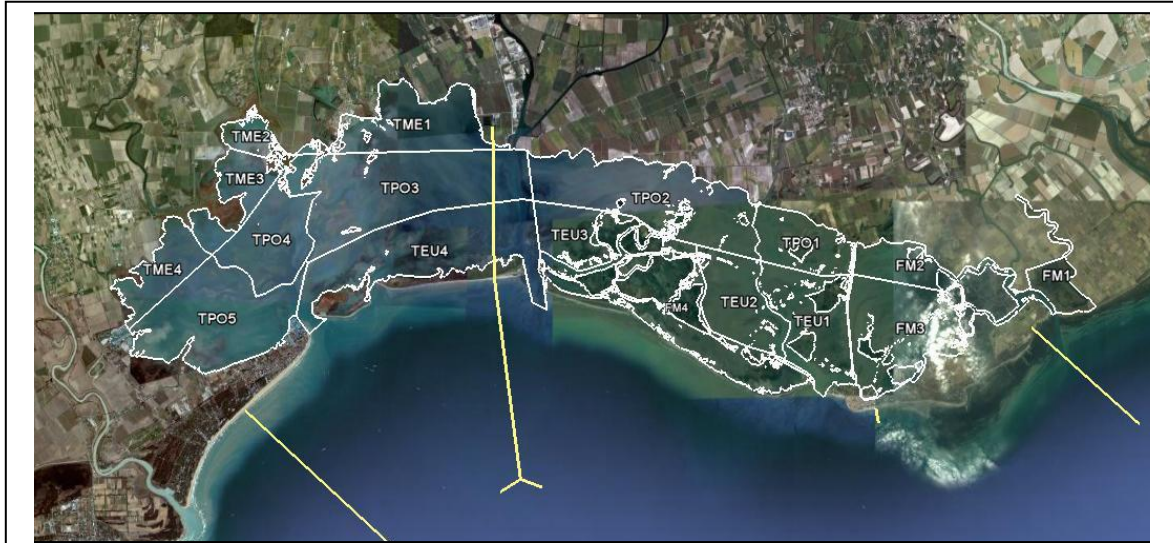 TME1
TME2
TME3
TPO3
TPO2
TPO4
TEU3
TEU4
TPO1
TME4
FM2
FM1
TEU2
FM4
TEU1
TPO5
FM3